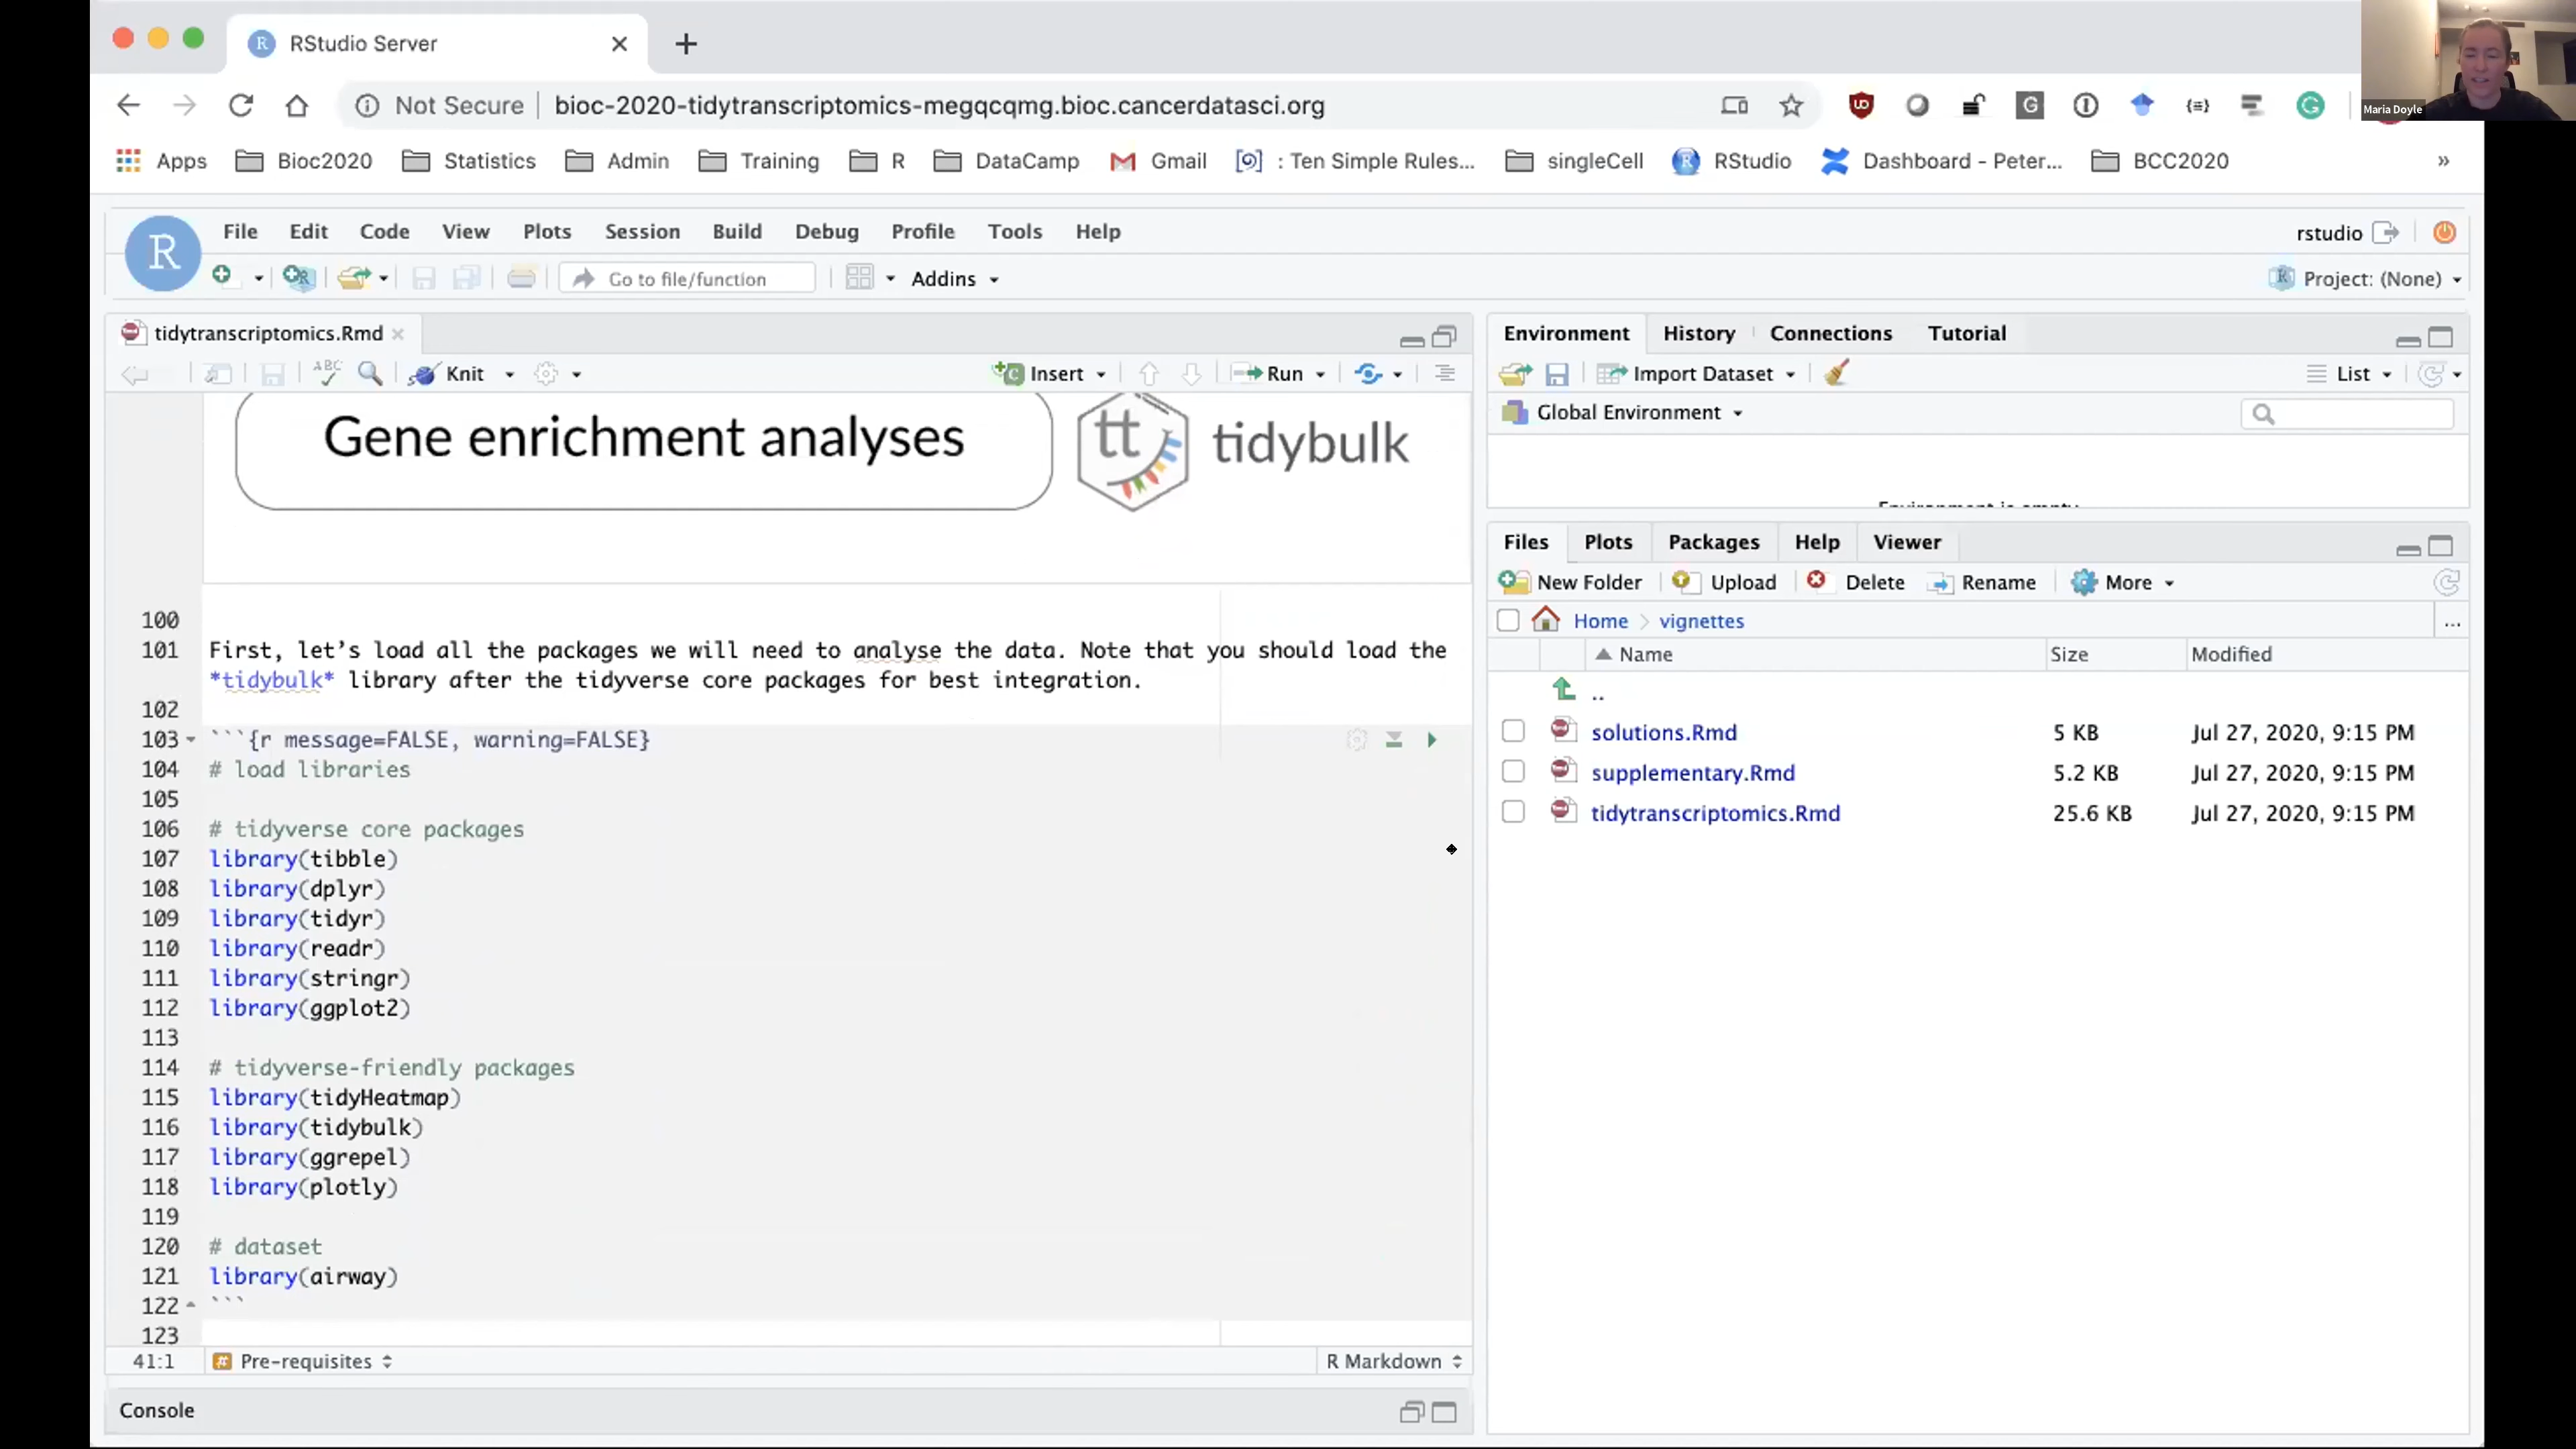 RStudio Server
Maria Doyle
Not Secure bioc-2020-tidytranscriptomics-megqcqmg.bioc.cancerdatasci.org
Apps Bioc2020 Statistics Admin Training R DataCamp Gmail : Ten Simple Rules... singleCell RStudio Dashboard - Peter... BCC2020 »
File Edit Code View Plots Session Build Debug Profile Tools Help
rstudio
Go to file/function Addins
Project: (None)
tidytranscriptomics.Rmd
ABC Knit Insert Run
Gene enrichment analyses
tt tidybulk
100
101 First, let’s load all the packages we will need to analyse the data. Note that you should load the
*tidybulk* library after the tidyverse core packages for best integration.
102
103 ```{r message=FALSE, warning=FALSE}
104 # load libraries
105
106 # tidyverse core packages
107 library(tibble)
108 library(dplyr)
109 library(tidyr)
110 library(readr)
111 library(stringr)
112 library(ggplot2)
113
114 # tidyverse-friendly packages
115 library(tidyHeatmap)
116 library(tidybulk)
117 library(ggrepel)
118 library(plotly)
119
120 # dataset
121 library(airway)
122 ```
123
41:1 Pre-requisites R Markdown
Console
Environment History Connections Tutorial
Import Dataset List
Global Environment
Environment is empty
Files Plots Packages Help Viewer
New Folder Upload Delete Rename More
Home vignettes ...
Name Size Modified
..
solutions.Rmd 5 KB Jul 27, 2020, 9:15 PM
supplementary.Rmd 5.2 KB Jul 27, 2020, 9:15 PM
tidytranscriptomics.Rmd 25.6 KB Jul 27, 2020, 9:15 PM